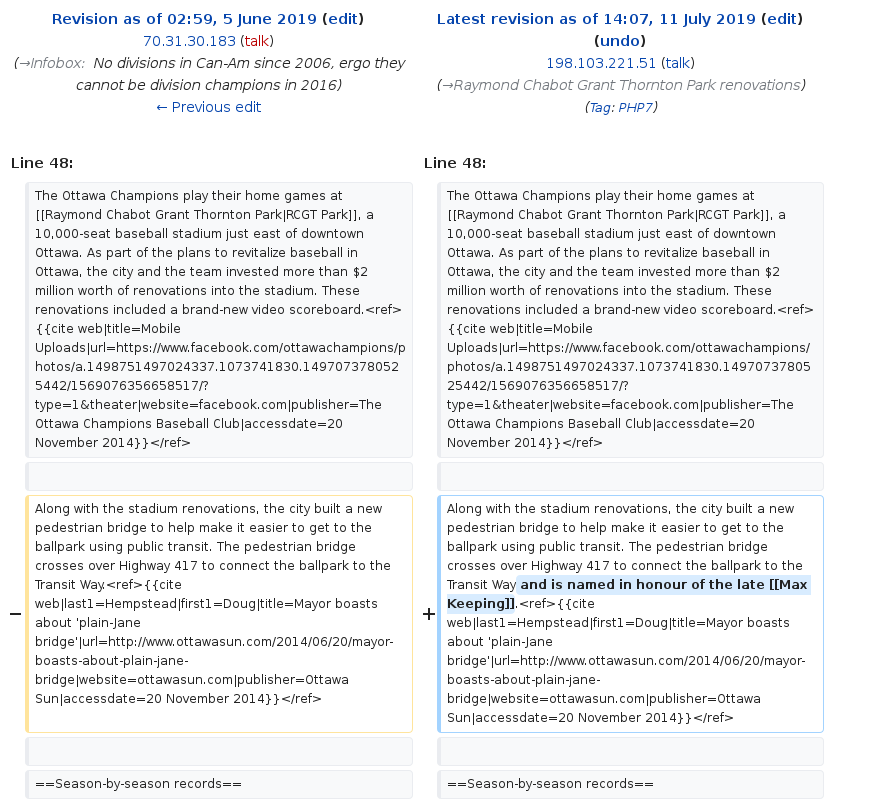 Revision as of 02:59, 5 June 2019 (edit)
70.31.30.183 (talk)
(→Infobox: No divisions in Can-Am since 2006, ergo they
cannot be division champions in 2016)
← Previous edit
Latest revision as of 14:07, 11 July 2019 (edit)
(undo)
198.103.221.51 (talk)
(→Raymond Chabot Grant Thornton Park renovations)
(Tag: PHP7)
Line 48:
Line 48:
The Ottawa Champions play their home games at
[[Raymond Chabot Grant Thornton Park|RCGT Park]], a
10,000-seat baseball stadium just east of downtown
Ottawa. As part of the plans to revitalize baseball in
Ottawa, the city and the team invested more than $2
million worth of renovations into the stadium. These
renovations included a brand-new video scoreboard.<ref>
{{cite web|title=Mobile
Uploads|url=https://www.facebook.com/ottawachampions/p
hotos/a.1498751497024337.1073741830.149707378052
5442/1569076356658517/?
type=1&theater|website=facebook.com|publisher=The
Ottawa Champions Baseball Club|accessdate=20
November 2014}}</ref>
The Ottawa Champions play their home games at
[[Raymond Chabot Grant Thornton Park|RCGT Park]], a
10,000-seat baseball stadium just east of downtown
Ottawa. As part of the plans to revitalize baseball in
Ottawa, the city and the team invested more than $2
million worth of renovations into the stadium. These
renovations included a brand-new video scoreboard.<ref>
{{cite web|title=Mobile
Uploads|url=https://www.facebook.com/ottawachampions/
photos/a.1498751497024337.1073741830.14970737805
25442/1569076356658517/?
type=1&theater|website=facebook.com|publisher=The
Ottawa Champions Baseball Club|accessdate=20
November 2014}}</ref>
−
Along with the stadium renovations, the city built a new
pedestrian bridge to help make it easier to get to the
ballpark using public transit. The pedestrian bridge
crosses over Highway 417 to connect the ballpark to the
Transit Way.<ref>{{cite
web|last1=Hempstead|first1=Doug|title=Mayor boasts
about 'plain-Jane
bridge'|url=http://www.ottawasun.com/2014/06/20/mayor-
boasts-about-plain-jane-
bridge|website=ottawasun.com|publisher=Ottawa
Sun|accessdate=20 November 2014}}</ref>
+
Along with the stadium renovations, the city built a new
pedestrian bridge to help make it easier to get to the
ballpark using public transit. The pedestrian bridge
crosses over Highway 417 to connect the ballpark to the
Transit Way and is named in honour of the late [[Max
Keeping]].<ref>{{cite
web|last1=Hempstead|first1=Doug|title=Mayor boasts
about 'plain-Jane
bridge'|url=http://www.ottawasun.com/2014/06/20/mayor-
boasts-about-plain-jane-
bridge|website=ottawasun.com|publisher=Ottawa
Sun|accessdate=20 November 2014}}</ref>
==Season-by-season records==
==Season-by-season records==